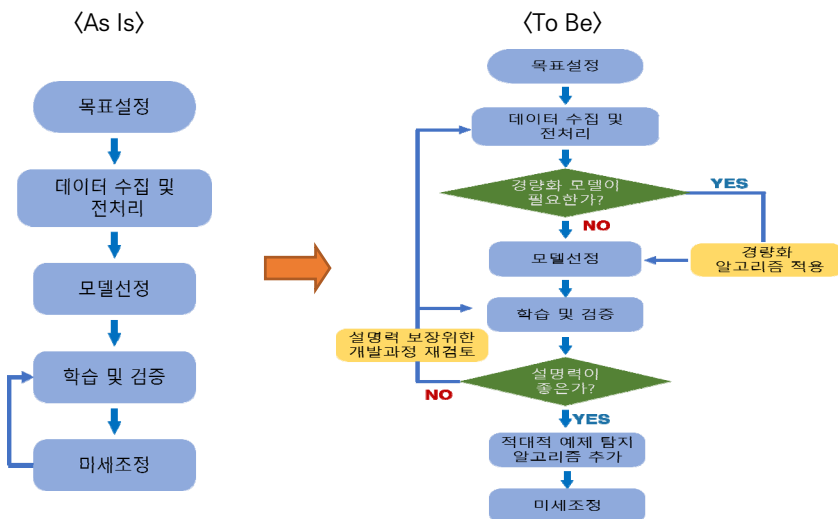 〈As Is〉
목표설정
데이터 수집 및
전처리
모델선정
학습 및 검증
미세조정
〈To Be〉
목표설정
데이터 수집 및
전처리
경량화 모델이
필요한가?
YES
NO
경량화
알고리즘 적용
모델선정
학습 및 검증
설명력 보장위한
개발과정 재검토
설명력이
좋은가?
NO
YES
적대적 예제 탐지
알고리즘 추가
미세조정